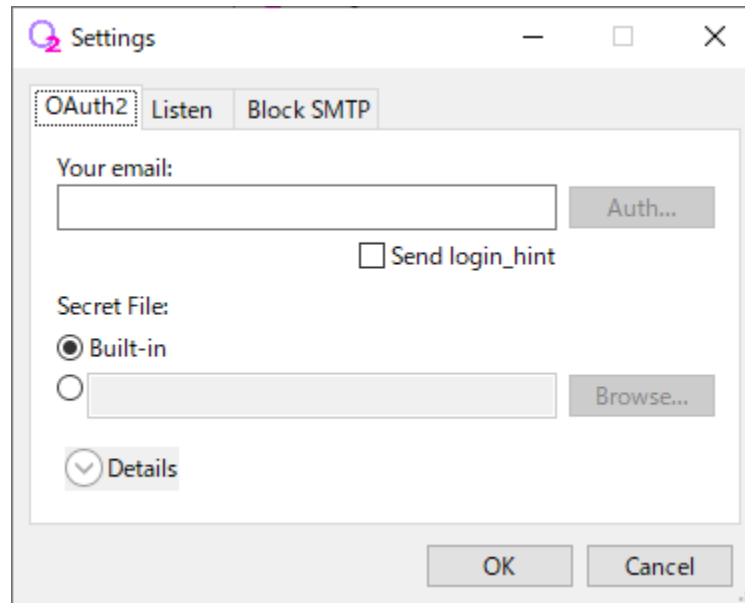 Settings
OAuth2 Listen Block SMTP
Your email:
Auth...
Send login_hint
Secret File:
Built-in
Browse...
Details
OK Cancel